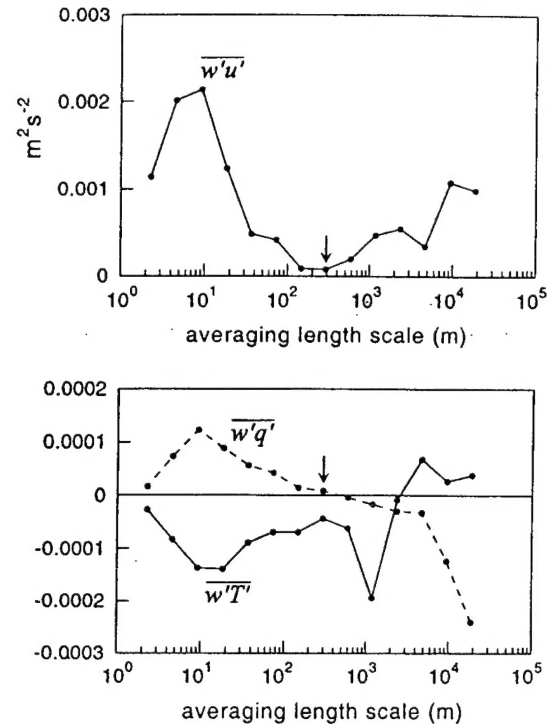 0.003
w'u'
0.002
m²s⁻²
0.001
0
10⁰ 10¹ 10² 10³ 10⁴ 10⁵
averaging length scale (m)
0.0002
w'q'
0.0001
0
-0.0001
w'T'
-0.0002
-0.0003
10⁰ 10¹ 10² 10³ 10⁴ 10⁵
averaging length scale (m)